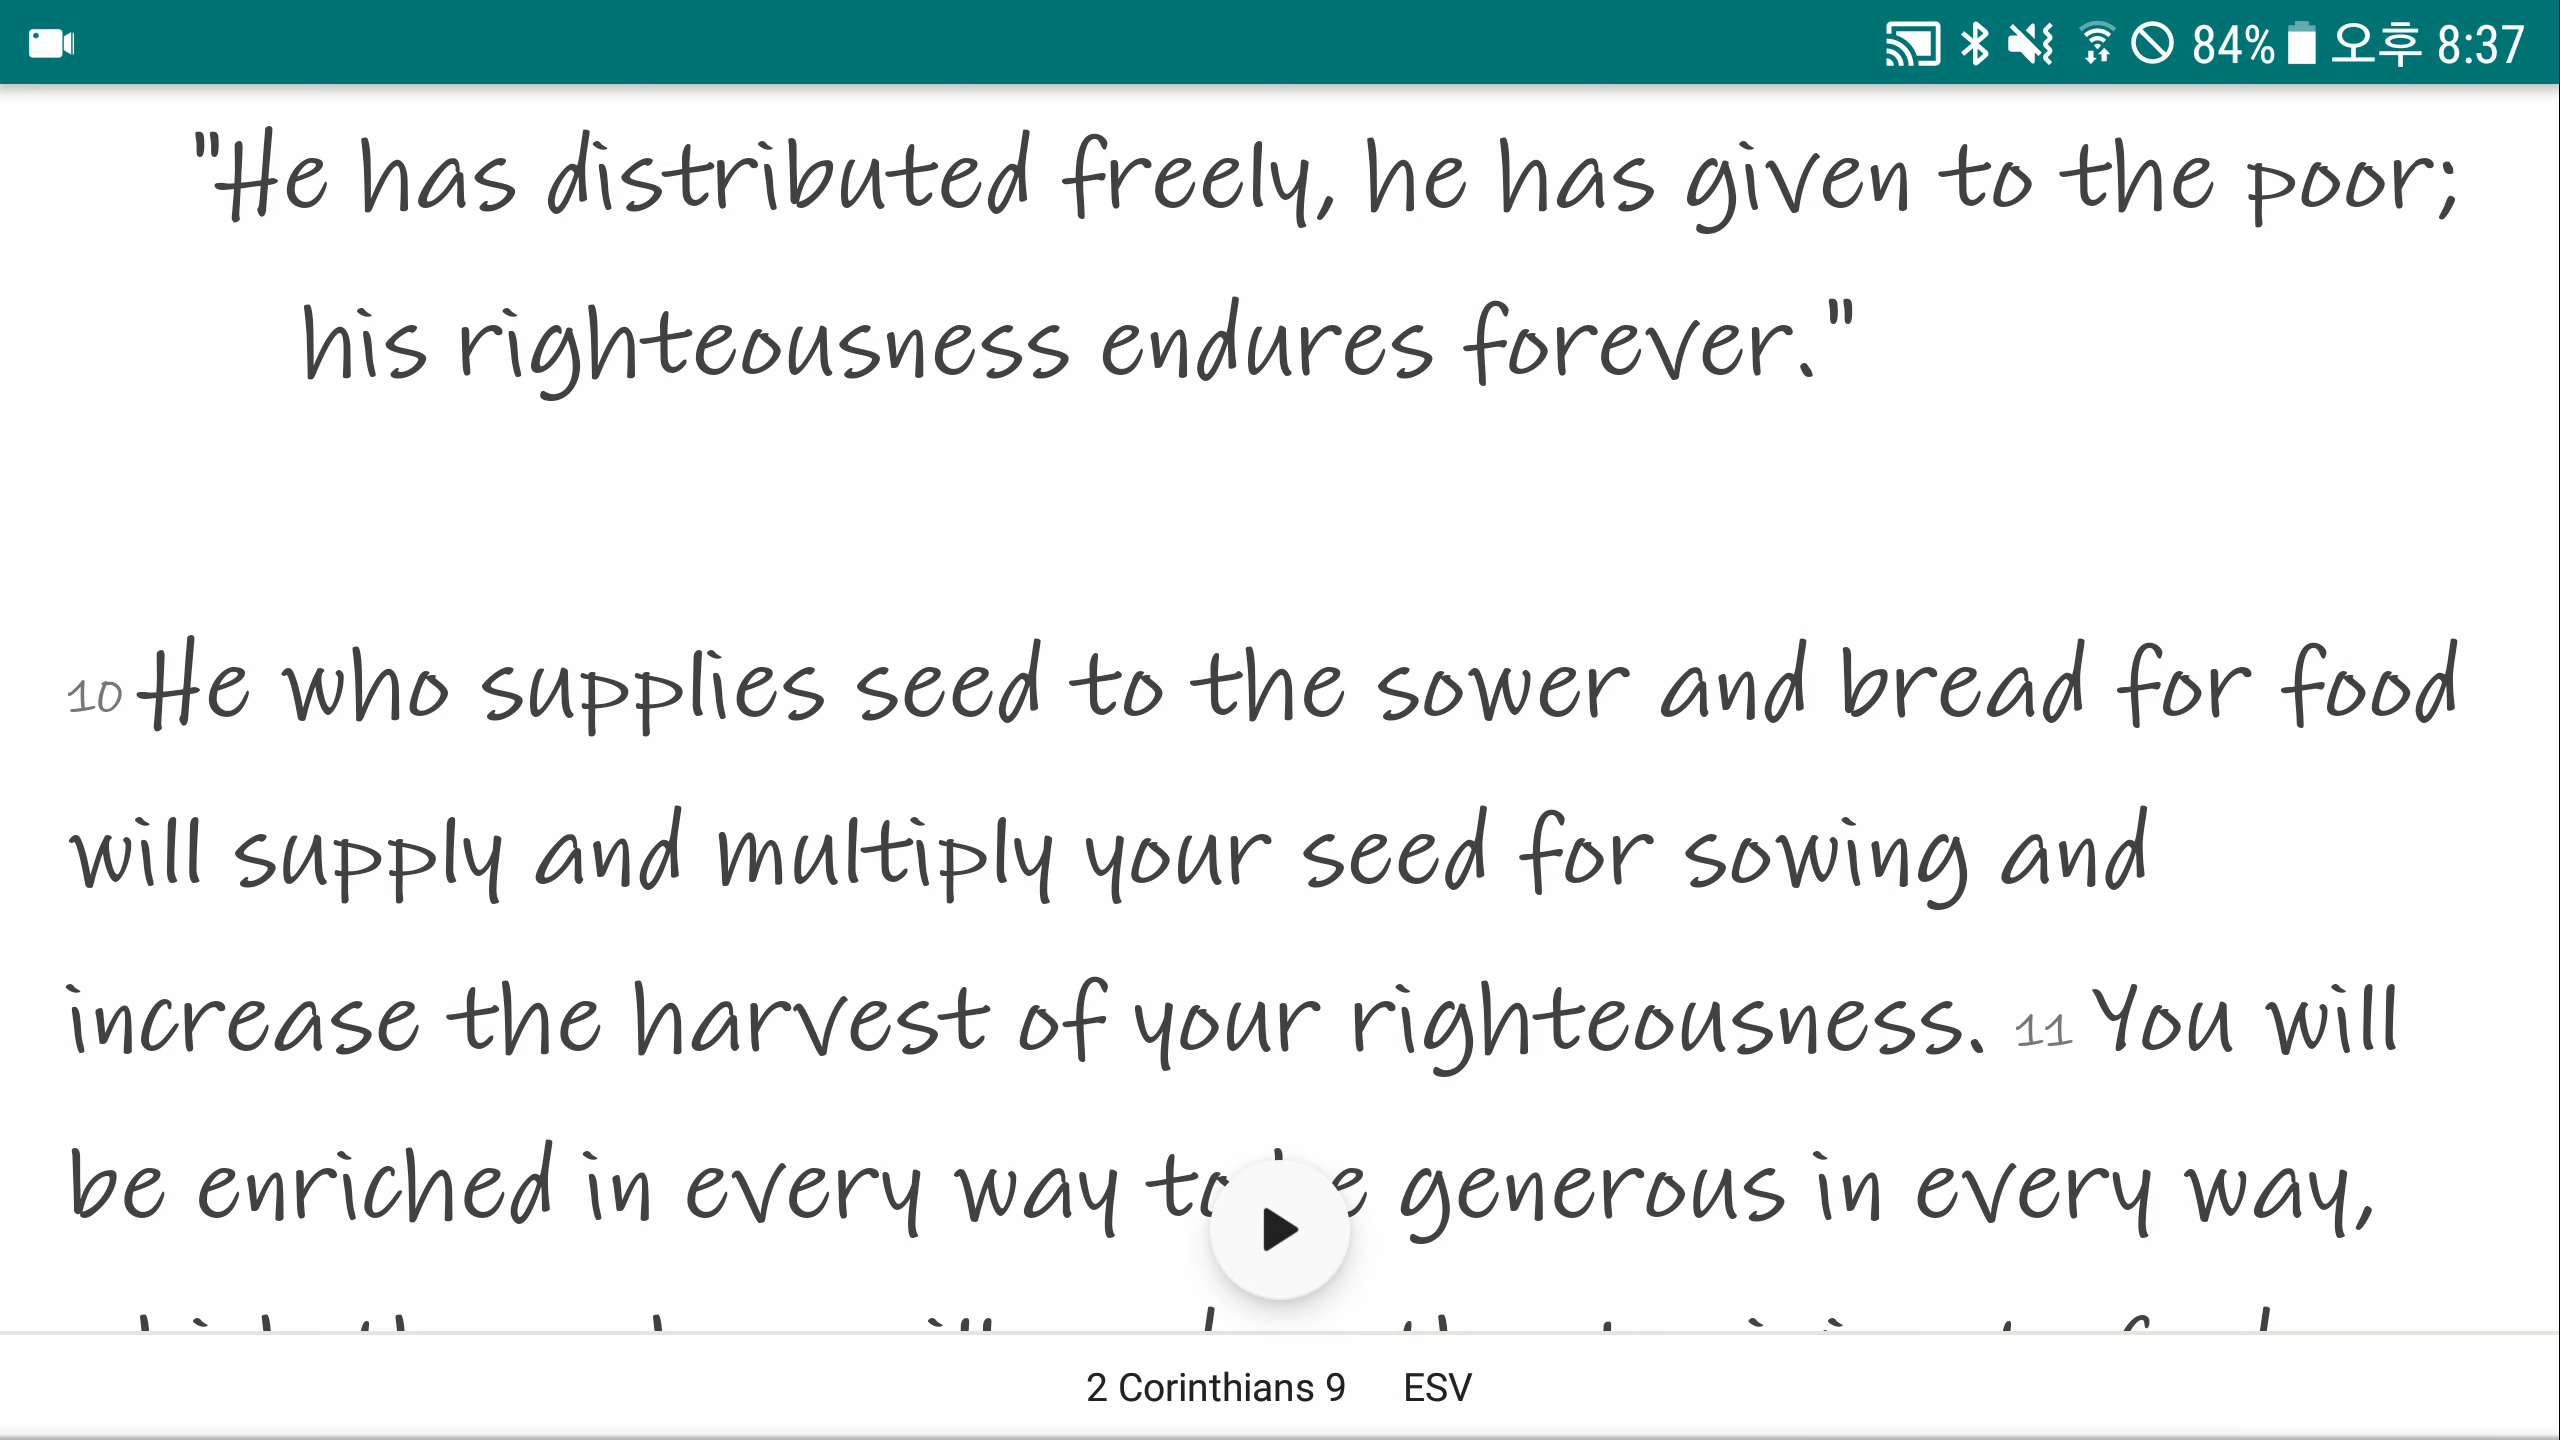 84% 오후 8:37
"He has distributed freely, he has given to the poor;
his righteousness endures forever."
10 He who supplies seed to the sower and bread for food
will supply and multiply your seed for sowing and
increase the harvest of your righteousness. 11 You will
be enriched in every way to generous in every way,
2 Corinthians 9 ESV